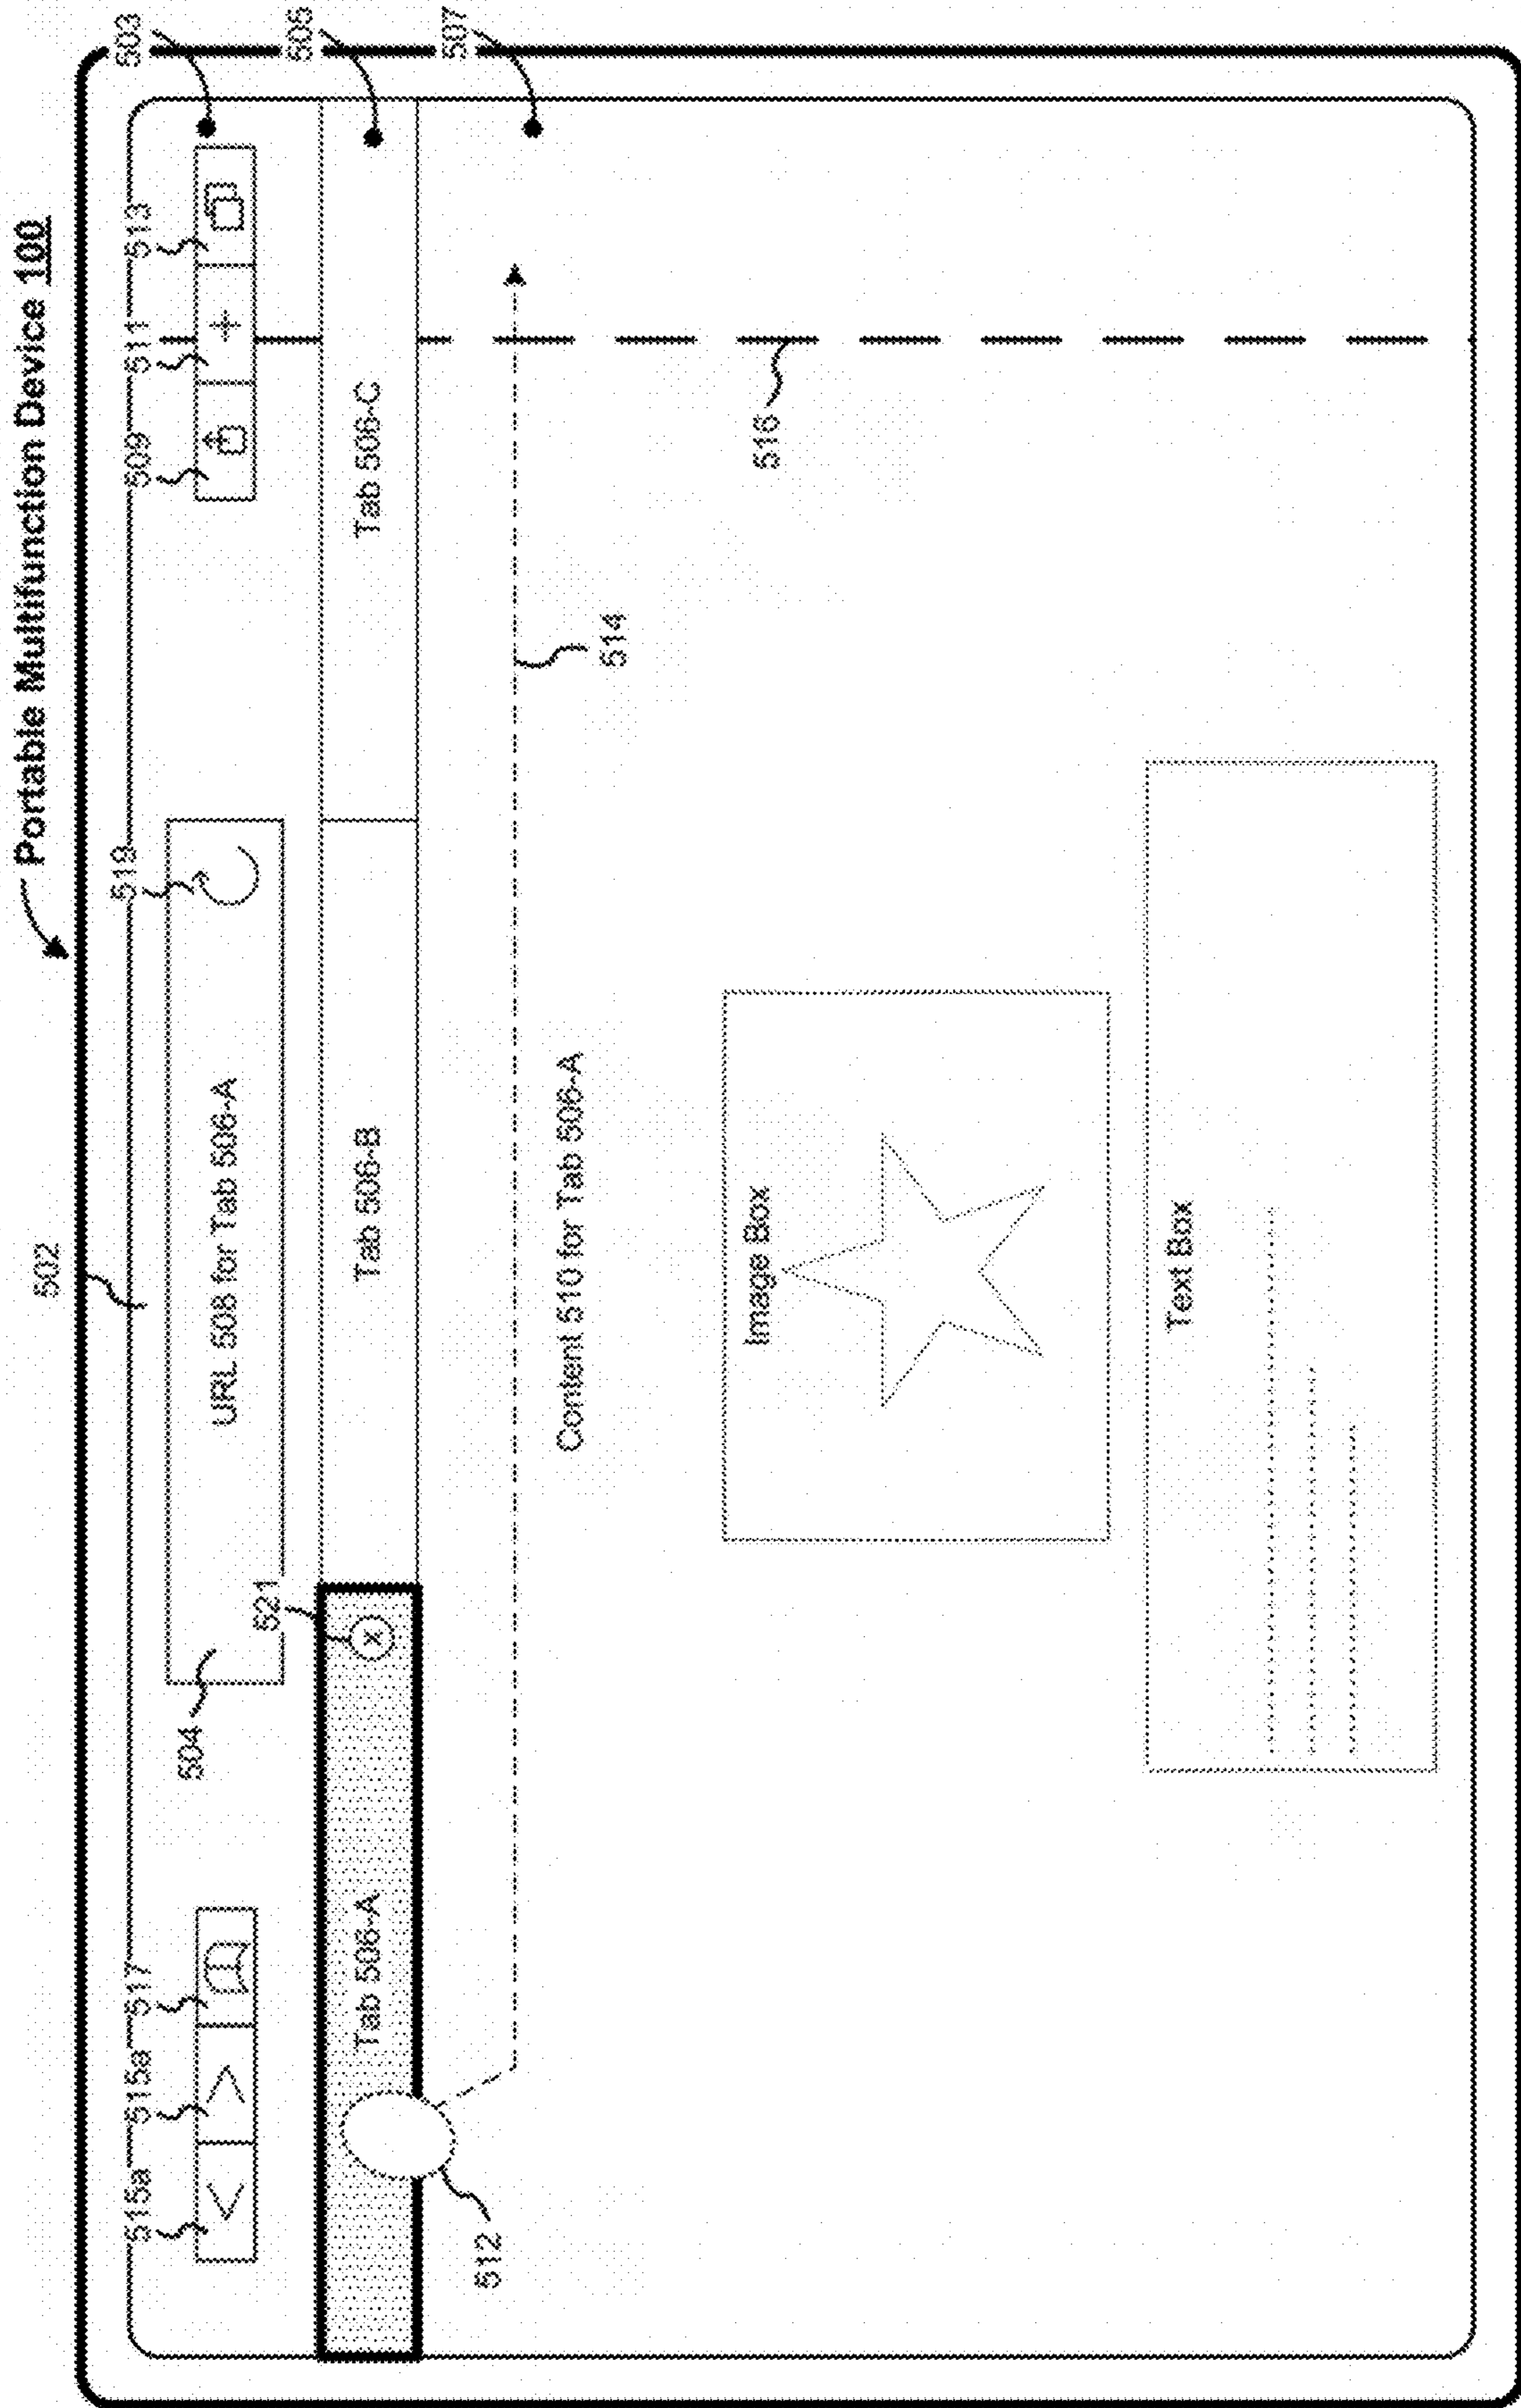 Portable Multifunction Device 100
502
515a
515a
517
519
509
511
513
503
504
URL 508 for Tab 506-A
521
Tab 506-A
x
Tab 506-B
Tab 506-C
507
512
514
Content 510 for Tab 506-A
516
Image Box
Text Box